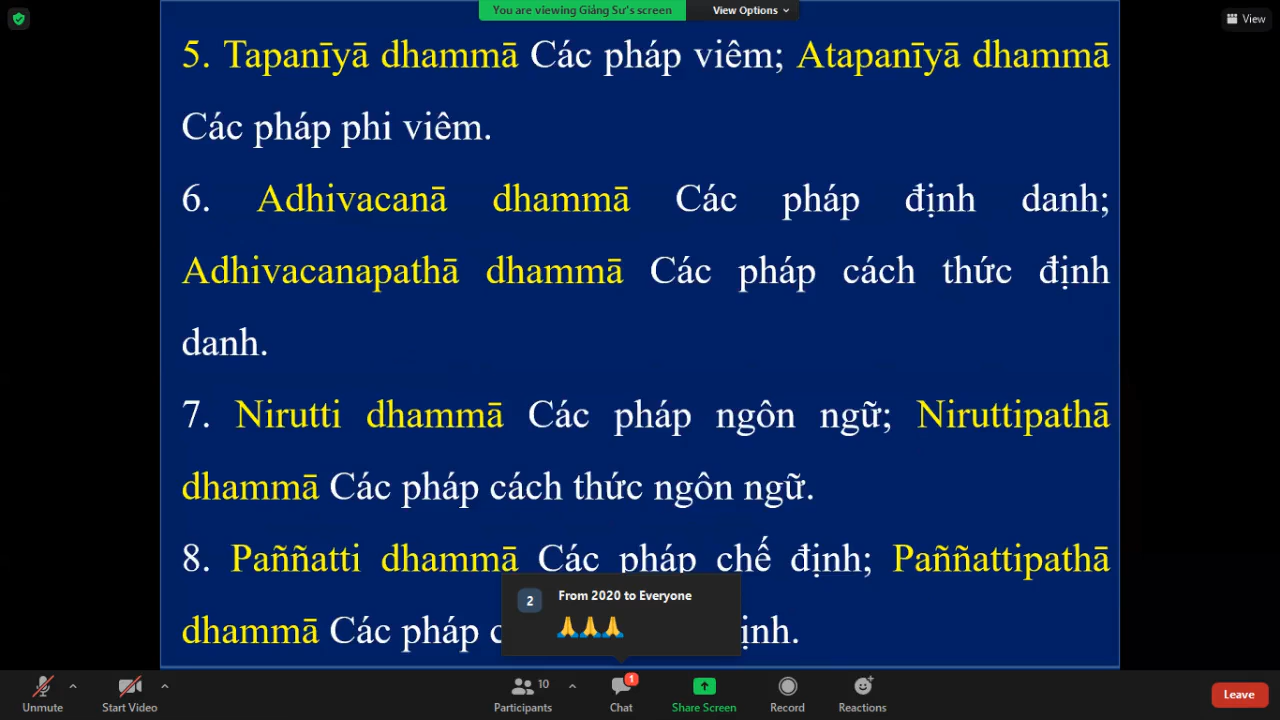 You are viewing Giảng Sư's screen
View Options
View
5. Tapanīyā dhammā Các pháp viêm; Atapanīyā dhammā
Các pháp phi viêm.
6. Adhivacanā dhammā Các pháp định danh;
Adhivacanapathā dhammā Các pháp cách thức định
danh.
7. Nirutti dhammā Các pháp ngôn ngữ; Niruttipathā
dhammā Các pháp cách thức ngôn ngữ.
8. Paññatti dhammā Các pháp chế định; Paññattipathā
dhammā Các pháp
2
From 2020 to Everyone
🙏🙏🙏
Unmute
Start Video
10
Participants
1
Chat
Share Screen
Record
Reactions
Leave